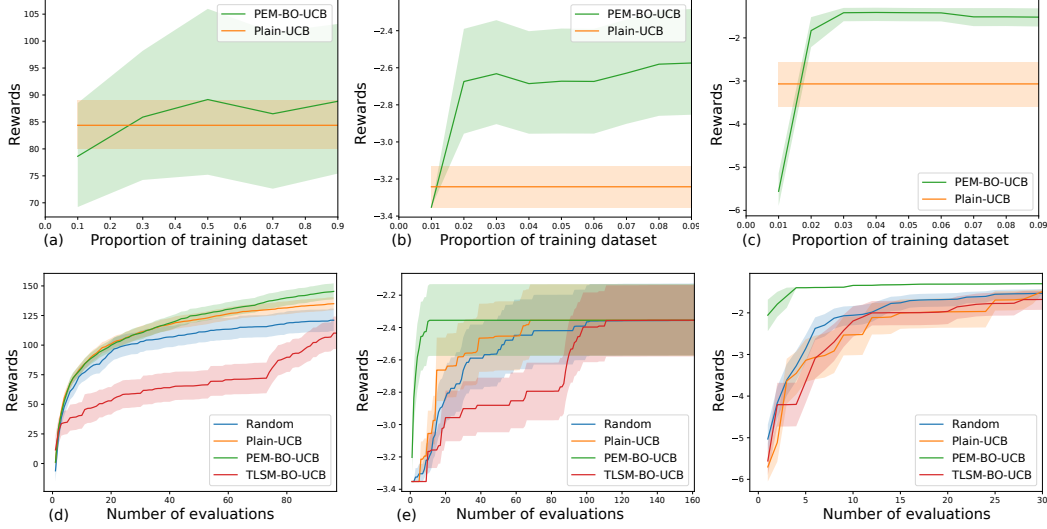 105
100
95
90
85
80
75
70
Rewards
PEM-BO-UCB
Plain-UCB
0.0 0.1 0.2 0.3 0.4 0.5 0.6 0.7 0.8 0.9
(a) Proportion of training dataset
−2.4
−2.6
−2.8
−3.0
−3.2
−3.4
Rewards
PEM-BO-UCB
Plain-UCB
0.00 0.01 0.02 0.03 0.04 0.05 0.06 0.07 0.08 0.09
(b) Proportion of training dataset
−2
−3
−4
−5
−6
Rewards
PEM-BO-UCB
Plain-UCB
0.00 0.01 0.02 0.03 0.04 0.05 0.06 0.07 0.08 0.09
(c) Proportion of training dataset
150
125
100
75
50
25
0
Rewards
Random
Plain-UCB
PEM-BO-UCB
TLSM-BO-UCB
20 40 60 80
(d) Number of evaluations
−2.2
−2.4
−2.6
−2.8
−3.0
−3.2
−3.4
Rewards
Random
Plain-UCB
PEM-BO-UCB
TLSM-BO-UCB
1 20 40 60 80 100 120 140 161
(e) Number of evaluations
−2
−3
−4
−5
−6
Rewards
Random
Plain-UCB
PEM-BO-UCB
TLSM-BO-UCB
1 5 10 15 20 25 30
Number of evaluations